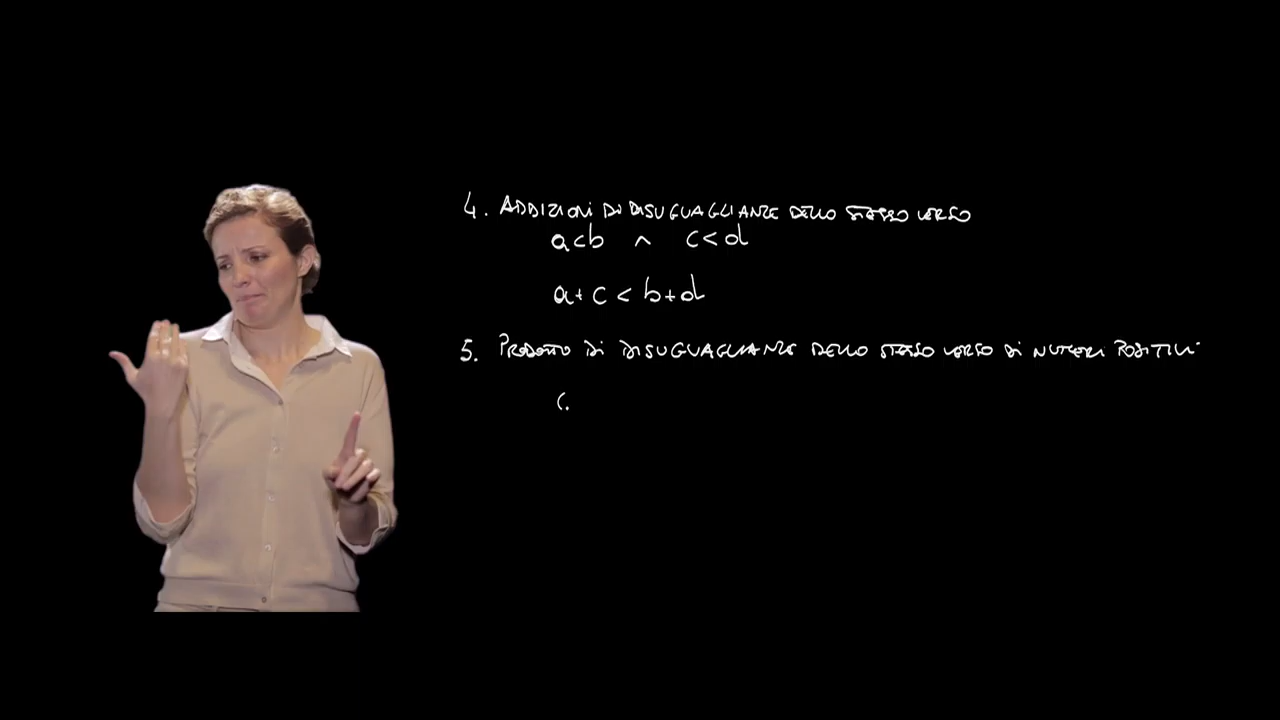 4. ADDIZIONI DI DISUGUAGLIANZE DELLO STESSO VERSO
a<b ∧ c<d
a+c < b+d
5. PRODOTTO DI DISUGUAGLIANZE DELLO STESSO VERSO DI NUMERI POSITIVI